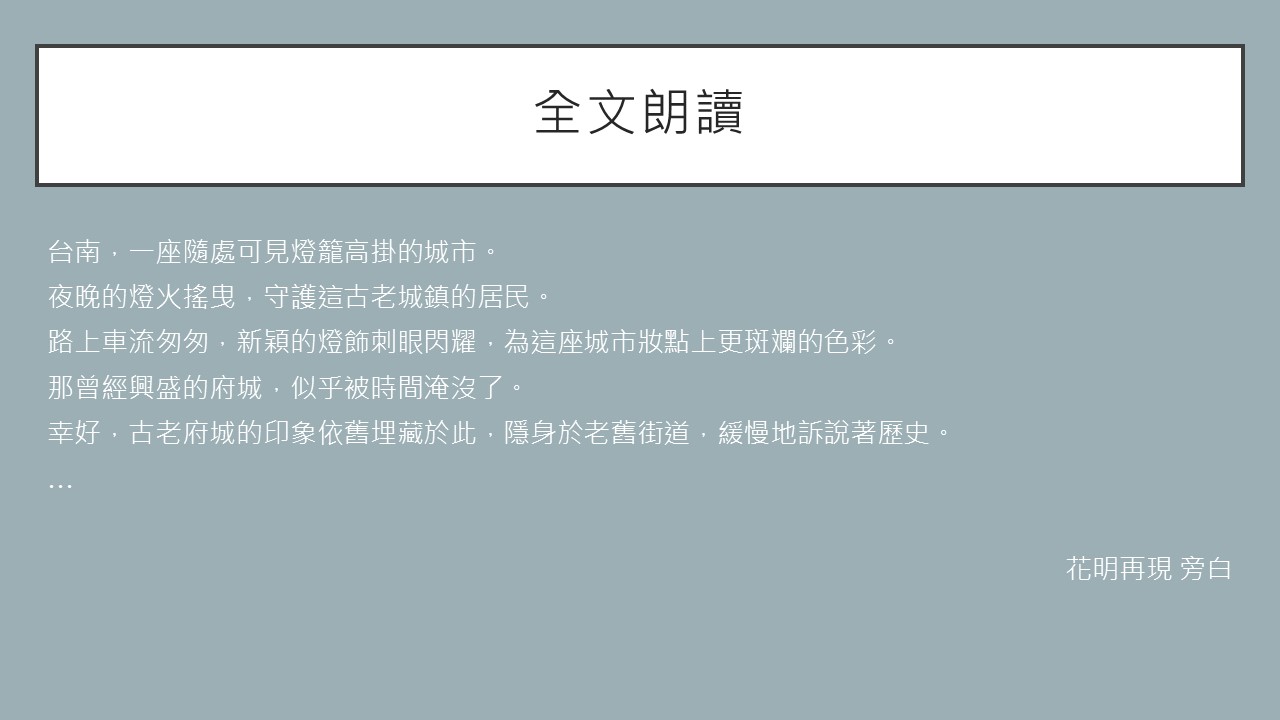 全文朗讀
台南，一座隨處可見燈籠高掛的城市。
夜晚的燈火搖曳，守護這古老城鎮的居民。
路上車流匆匆，新穎的燈飾刺眼閃耀，為這座城市妝點上更斑斕的色彩。
那曾經興盛的府城，似乎被時間淹沒了。
幸好，古老府城的印象依舊埋藏於此，隱身於老舊街道，緩慢地訴說著歷史。
…
花明再現 旁白